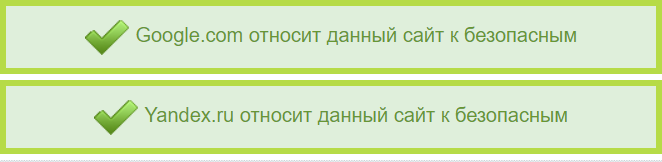 Google.com относит данный сайт к безопасным
Yandex.ru относит данный сайт к безопасным